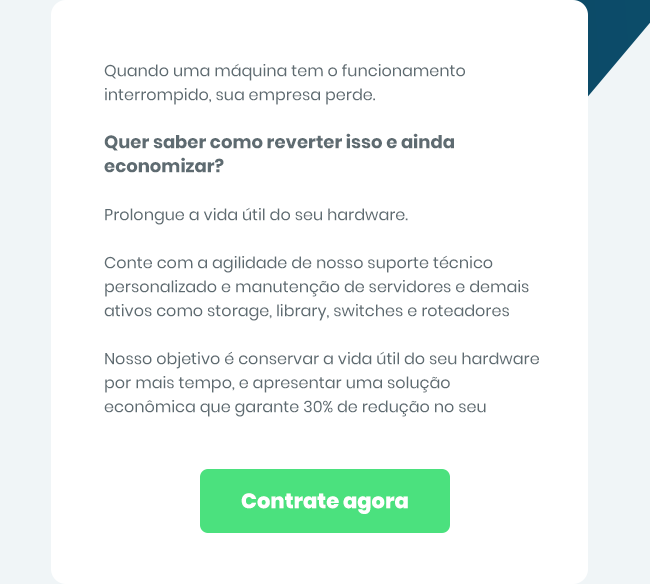 Quando uma máquina tem o funcionamento
interrompido, sua empresa perde.
Quer saber como reverter isso e ainda
economizar?
Prolongue a vida útil do seu hardware.
Conte com a agilidade de nosso suporte técnico
personalizado e manutenção de servidores e demais
ativos como storage, library, switches e roteadores
Nosso objetivo é conservar a vida útil do seu hardware
por mais tempo, e apresentar uma solução
econômica que garante 30% de redução no seu
Contrate agora